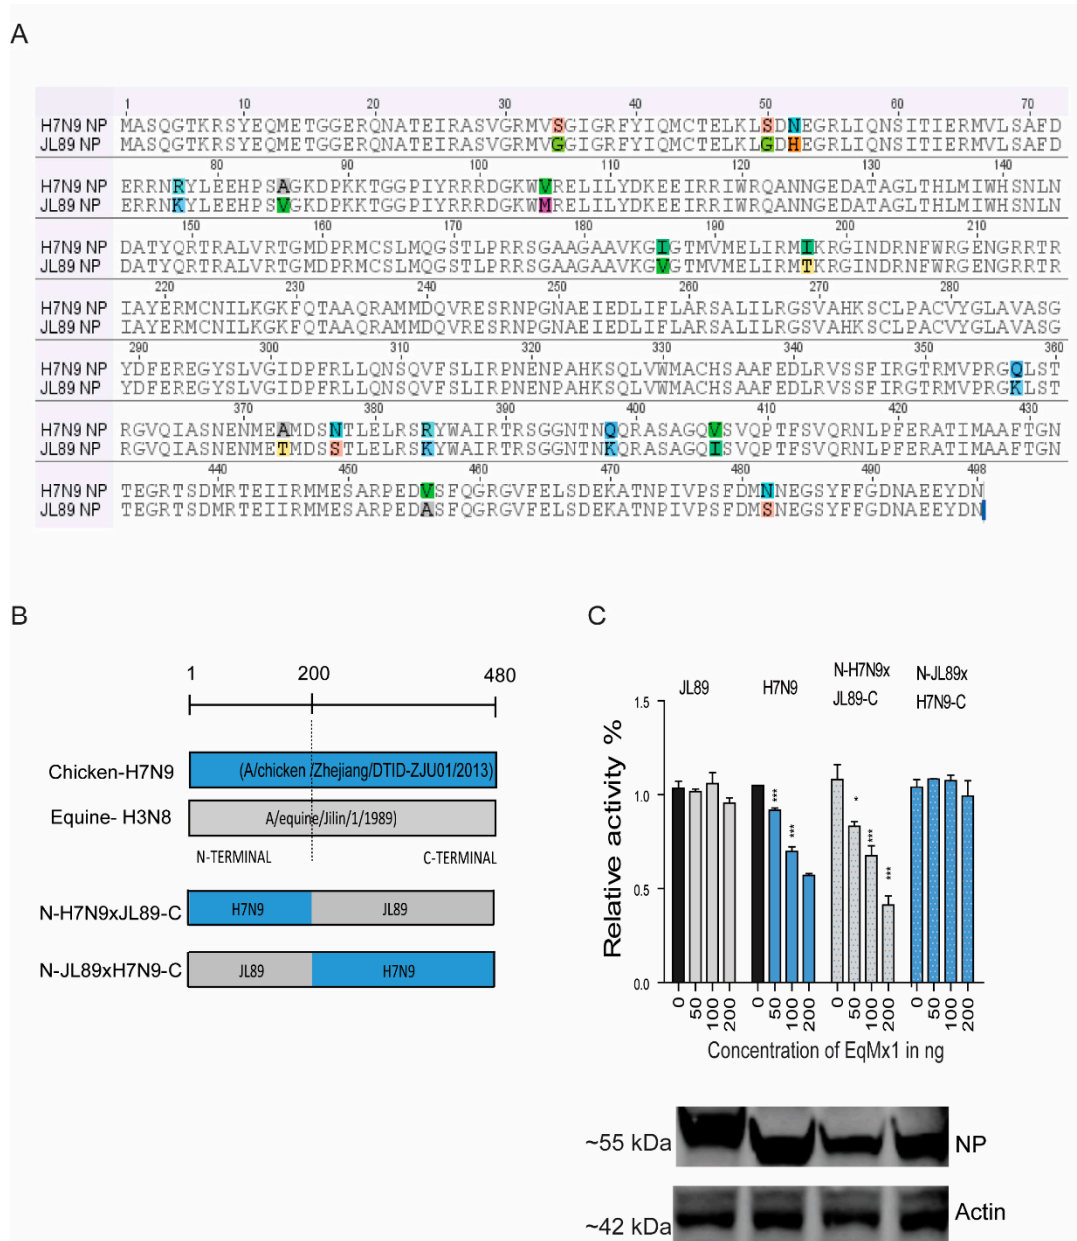 A
1 10 20 30 40 50 60 70
H7N9 NP MASQGTKRSYEQMETGGERQNATEIRASVGRMVSGIGRFYIQMCTELKLSDNEGRLIQNSITIERMVLSAFD
JL89 NP MASQGTKRSYEQMETGGERQNATEIRASVGRMVGGIGRFYIQMCTELKLGDHEGRLIQNSITIERMVLSAFD
80 90 100 110 120 130 140
H7N9 NP ERRNRYLEEHPSAGKDPKKTGGPIYRRRDGKWVRELILYDKEEIRRIWRQANNGEDATAGLTHLMIWHSNLN
JL89 NP ERRNKYLEEHPSVGKDPKKTGGPIYRRRDGKWMRELILYDKEEIRRIWRQANNGEDATAGLTHLMIWHSNLN
150 160 170 180 190 200 210
H7N9 NP DATYQRTRALVRTGMDPRMCSLMQGSTLPRRSGAAGAAVKGIGTMVMELIRMIKRGINDRNFWRGENGRRTR
JL89 NP DATYQRTRALVRTGMDPRMCSLMQGSTLPRRSGAAGAAVKGVGTMVMELIRMTKRGINDRNFWRGENGRRTR
220 230 240 250 260 270 280
H7N9 NP IAYERMCNILKGKFQTAAQRAMMDQVRESRNPGNAEIEDLIFLARSALILRGSVAHKSCLPACVYGLAVASG
JL89 NP IAYERMCNILKGKFQTAAQRAMMDQVRESRNPGNAEIEDLIFLARSALILRGSVAHKSCLPACVYGLAVASG
290 300 310 320 330 340 350 360
H7N9 NP YDFEREGYSLVGIDPFRLLQNSQVFSLIRPNENPAHKSQLVWMACHSAAFEDLRVSSFIRGTRMVPRGQLST
JL89 NP YDFEREGYSLVGIDPFRLLQNSQVFSLIRPNENPAHKSQLVWMACHSAAFEDLRVSSFIRGTRMVPRGKLST
370 380 390 400 410 420 430
H7N9 NP RGVQIASNENMEAMDSNTLELRSRYWAIRTRSGGNTNQQRASAGQVSVQPTFSVQRNLPFERATIMAAFTGN
JL89 NP RGVQIASNENMETMDSSTLELRSKYWAIRTRSGGNTNKQRASAGQISVQPTFSVQRNLPFERATIMAAFTGN
440 450 460 470 480 490 498
H7N9 NP TEGRTSDMRTEIIRMMESARPEDVSFQGRGVFELSDEKATNPIVPSFDMNNEGSYFFGDNAEEYDN
JL89 NP TEGRTSDMRTEIIRMMESARPEDASFQGRGVFELSDEKATNPIVPSFDMSNEGSYFFGDNAEEYDN
B
1 200 480
Chicken-H7N9 (A/chicken /Zhejiang/DTID-ZJU01/2013)
Equine- H3N8 A/equine/Jilin/1/1989)
N-TERMINAL C-TERMINAL
N-H7N9xJL89-C H7N9 JL89
N-JL89xH7N9-C JL89 H7N9
C
JL89 H7N9 N-H7N9x JL89-C N-JL89x H7N9-C
Relative activity %
1.5
1.0
0.5
0.0
*** *** * *** ***
0 50 100 200 0 50 100 200 0 50 100 200 0 50 100 200
Concentration of EqMx1 in ng
~55 kDa NP
~42 kDa Actin